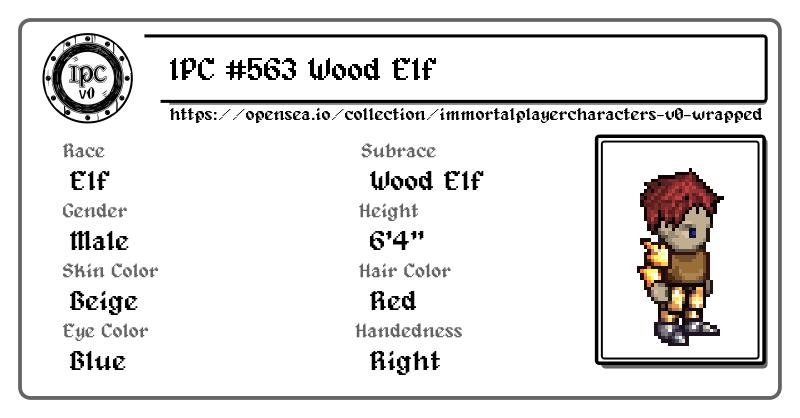 IPC
v0
IPC #563 Wood Elf
https://opensea.io/collection/immortalplayercharacters-v0-wrapped
Race
Elf
Subrace
Wood Elf
Gender
Male
Height
6'4"
Skin Color
Beige
Hair Color
Red
Eye Color
Blue
Handedness
Right